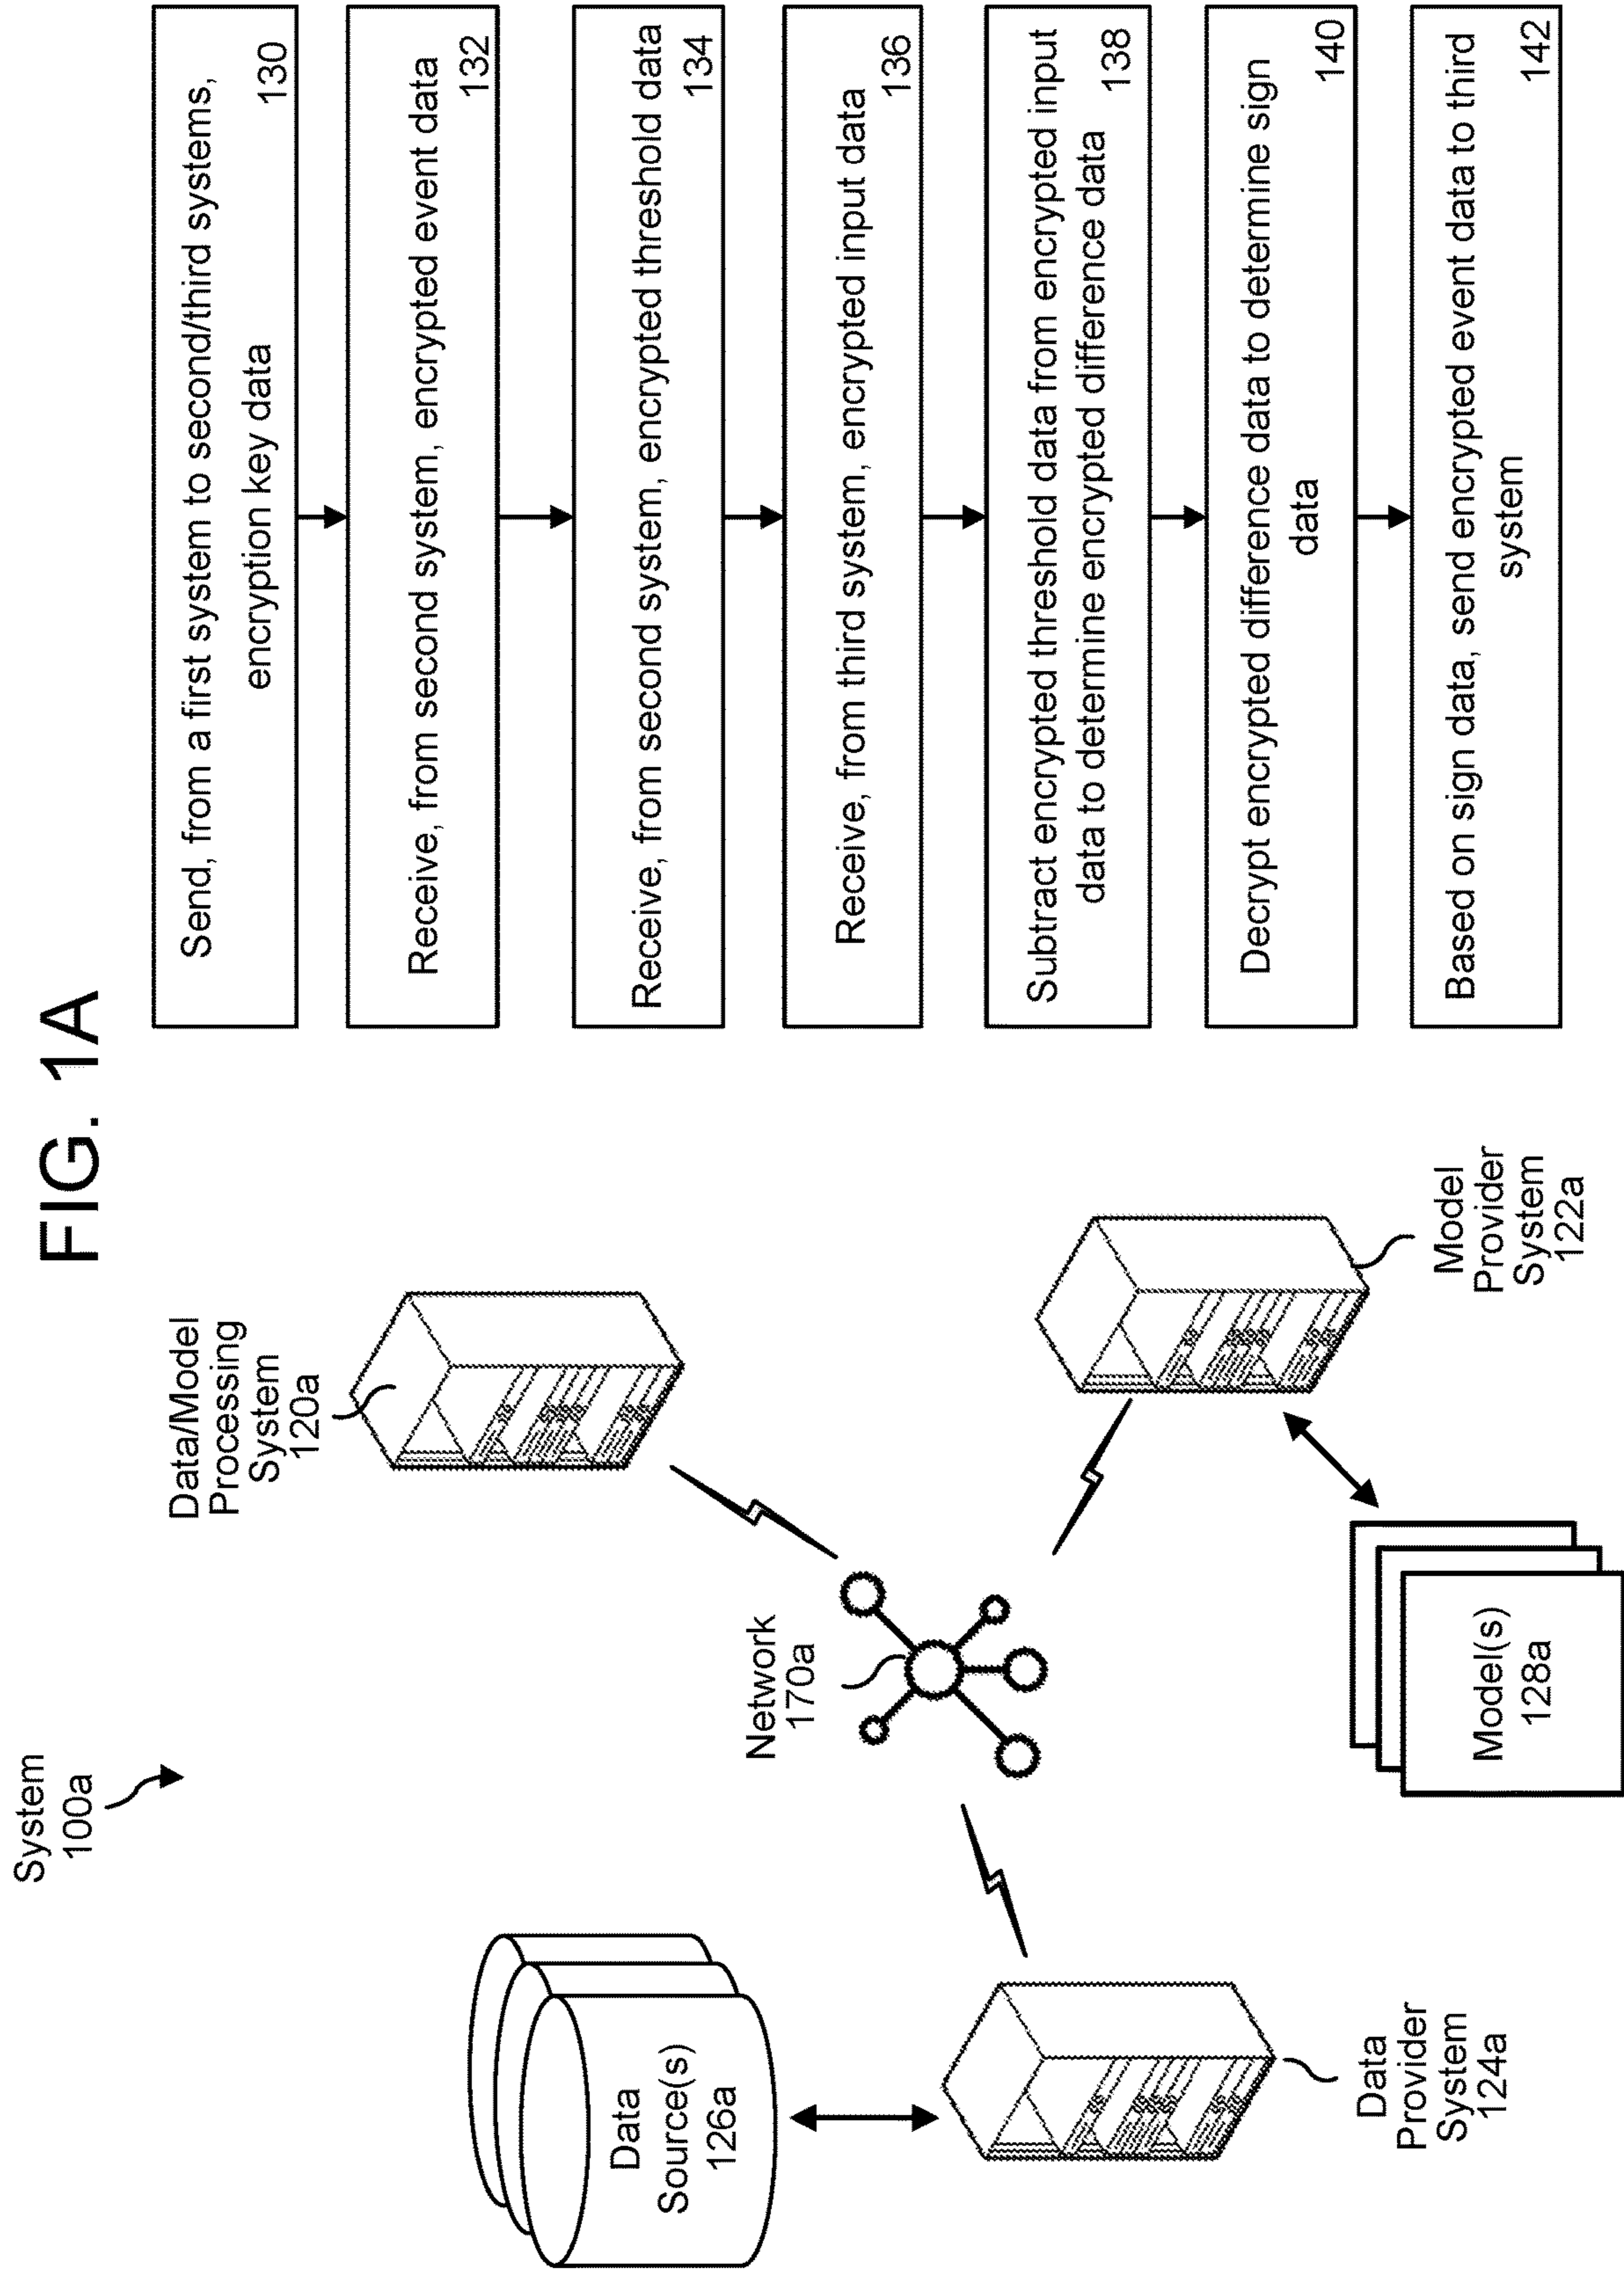 FIG. 1A
System
100a
Data/Model
Processing
System
120a
Network
170a
Data
Source(s)
126a
Data
Provider
System
124a
Model
Provider
System
122a
Model(s)
128a
Send, from a first system to second/third systems,
encryption key data
130
Receive, from second system, encrypted event data
132
Receive, from second system, encrypted threshold data
134
Receive, from third system, encrypted input data
136
Subtract encrypted threshold data from encrypted input
data to determine encrypted difference data
138
Decrypt encrypted difference data to determine sign
data
140
Based on sign data, send encrypted event data to third
system
142